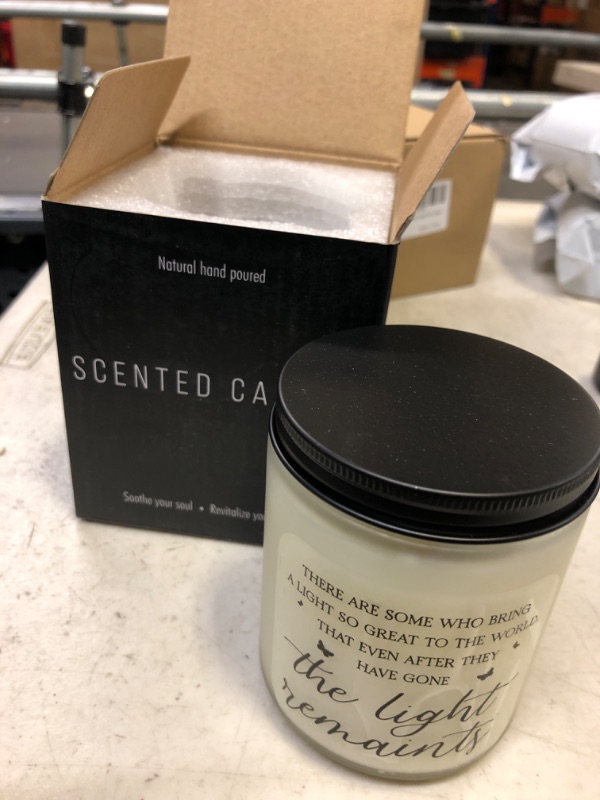 Natural hand poured
SCENTED CA
Soothe your soul • Revitalize yo
THERE ARE SOME WHO BRING
A LIGHT SO GREAT TO THE WORLD
THAT EVEN AFTER THEY
HAVE GONE
the light
remaints